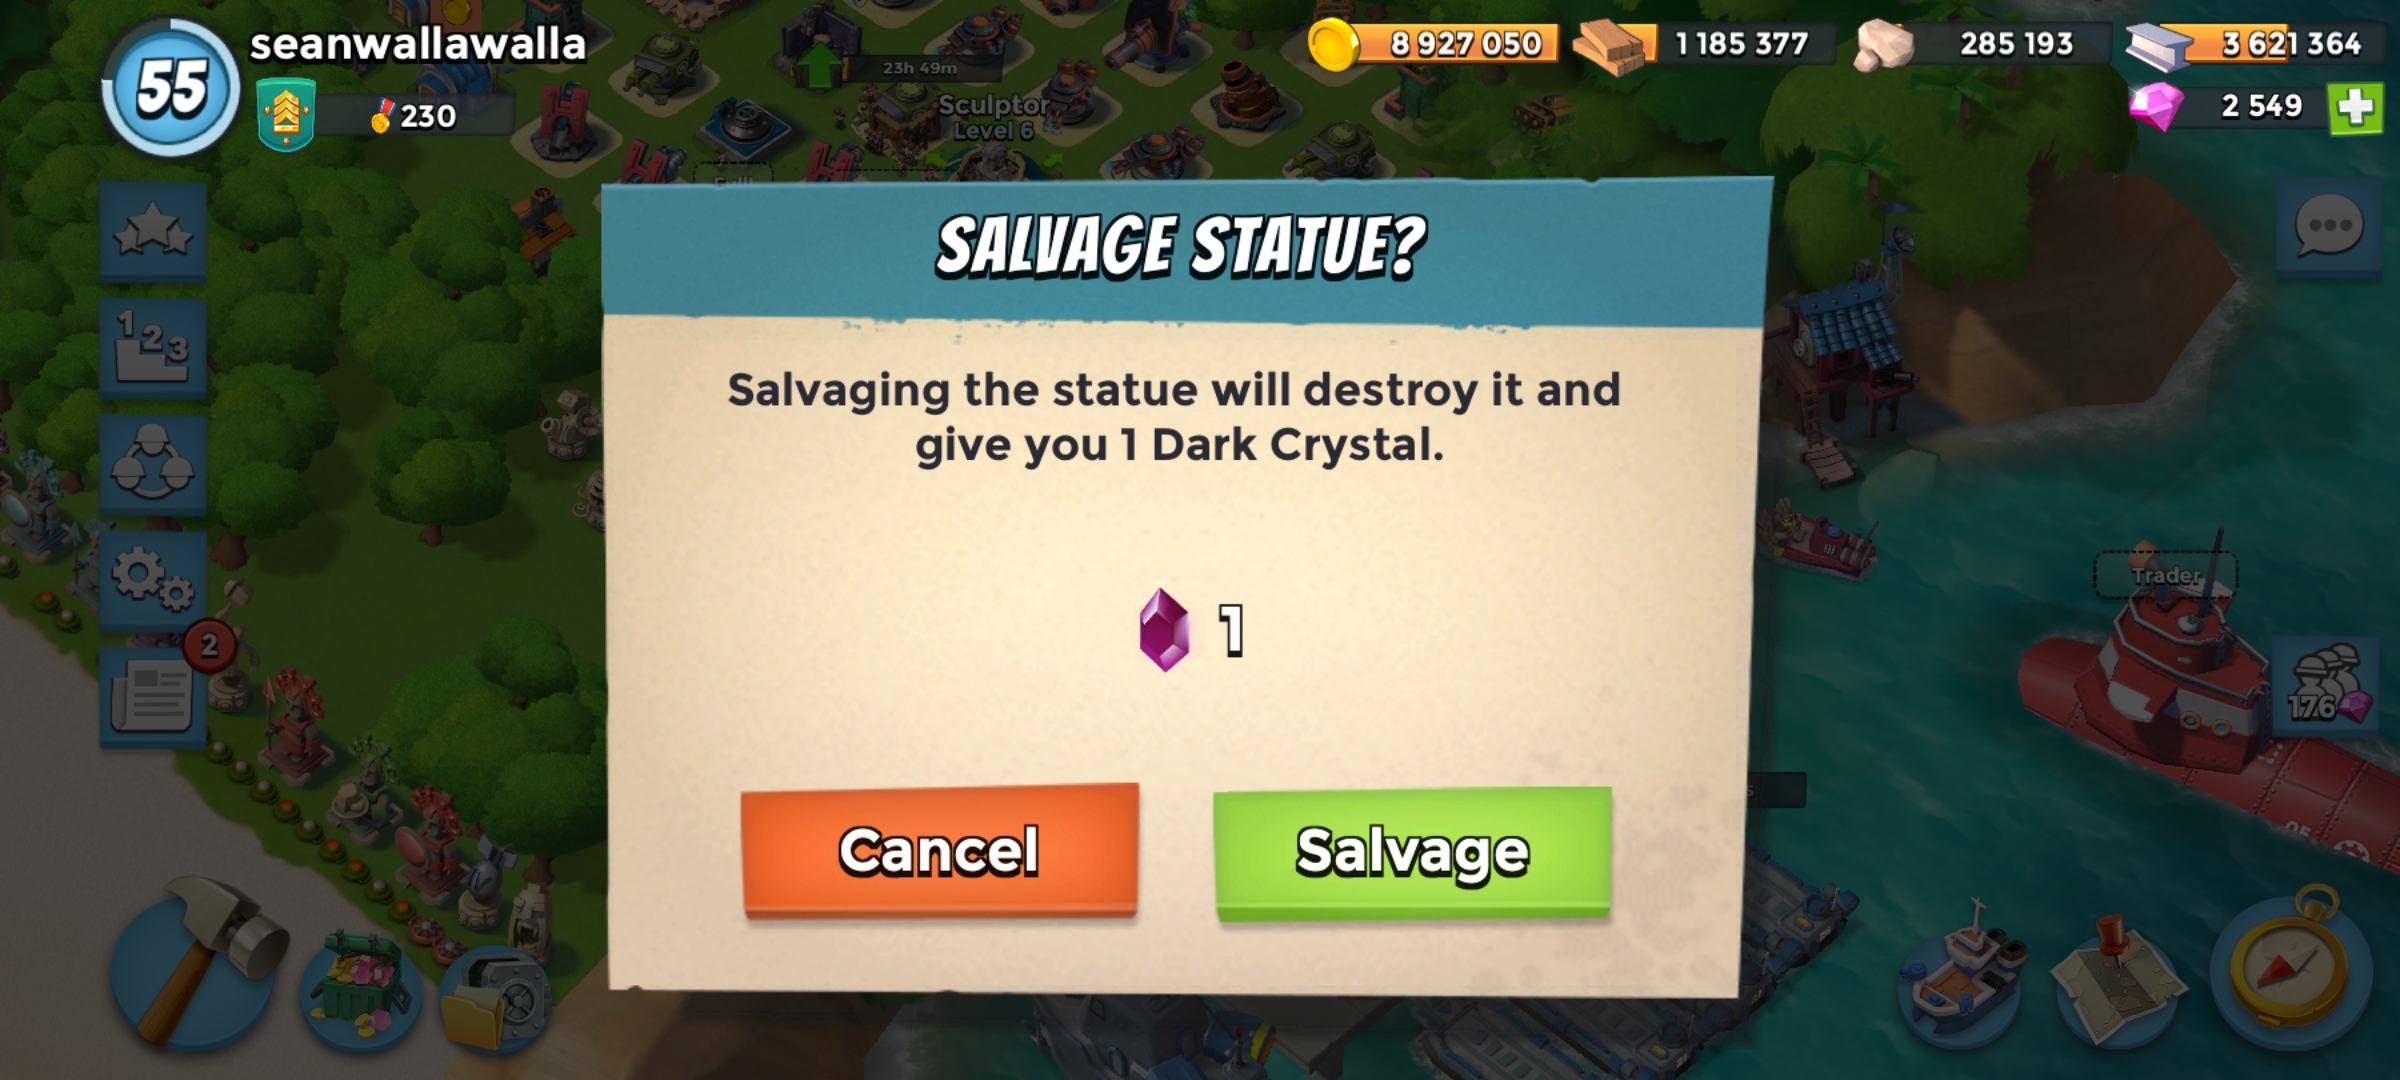 55
seanwallawalla
230
8 927 050
1 185 377
285 193
3 621 364
2 549
23h 49m
Sculptor
Level 6
SALVAGE STATUE?
Salvaging the statue will destroy it and
give you 1 Dark Crystal.
1
Cancel
Salvage
1 2 3
2
Trader
176
05